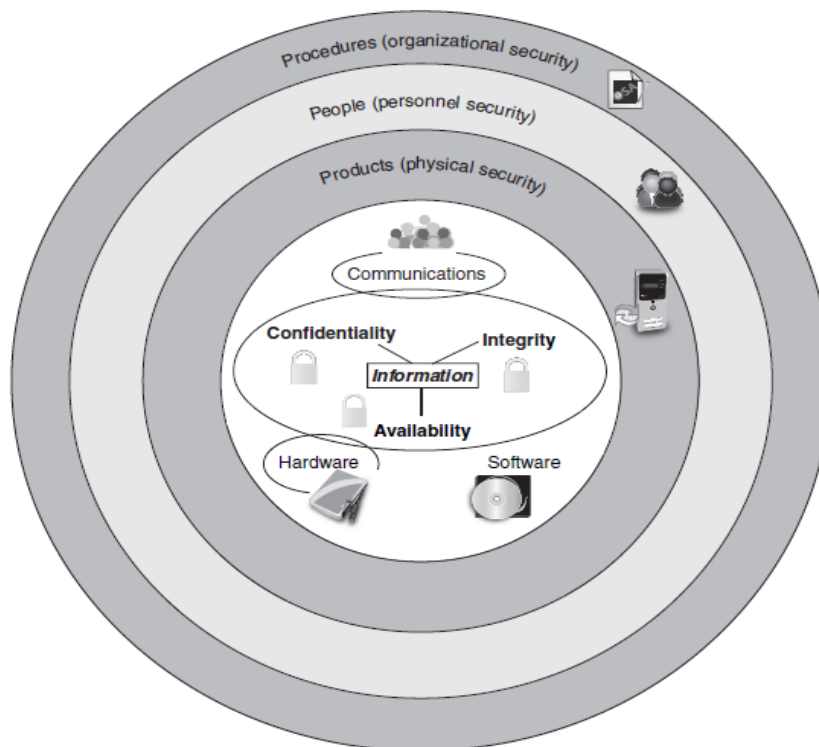 Procedures (organizational security)
People (personnel security)
Products (physical security)
Communications
Confidentiality
Integrity
Information
Availability
Hardware
Software